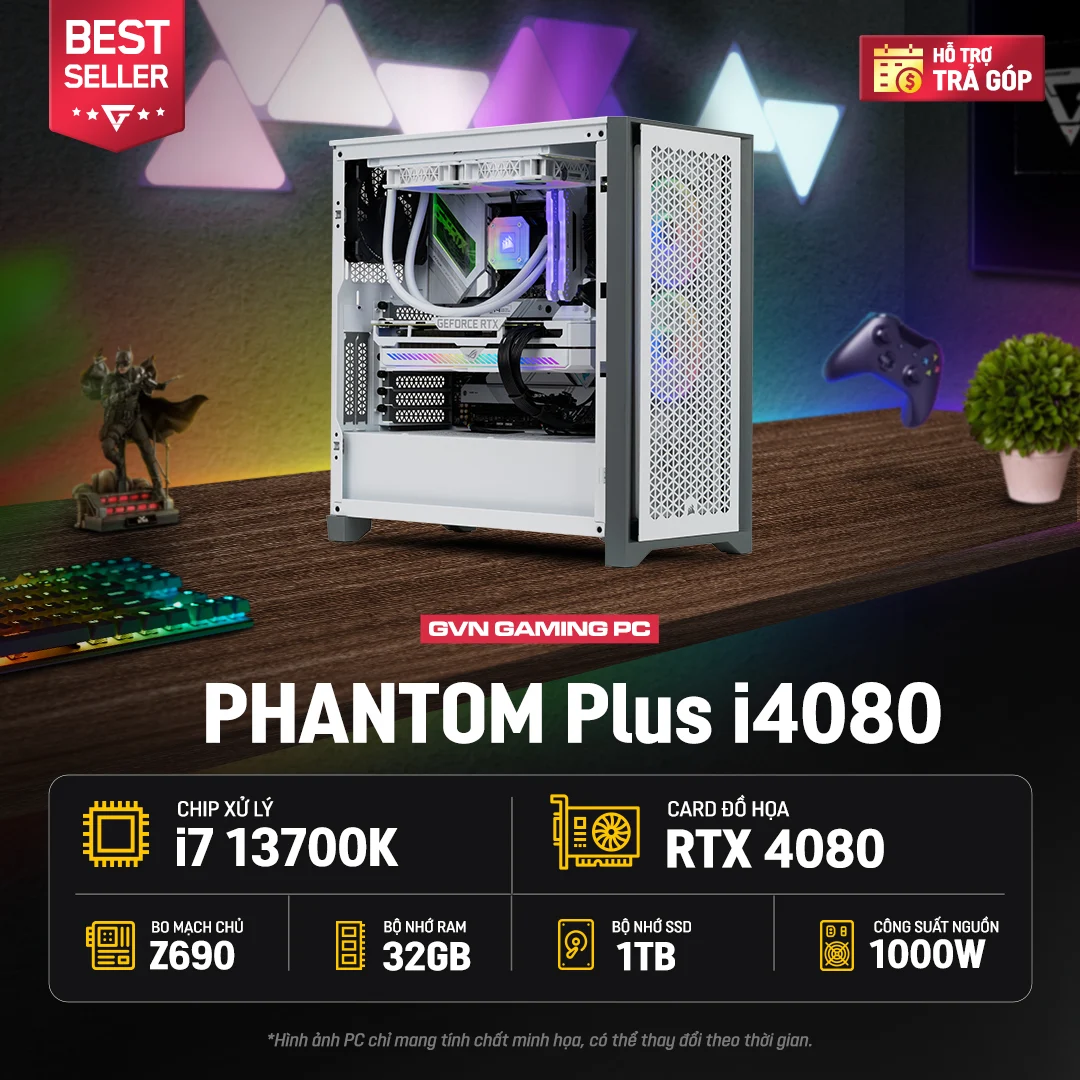 BEST
SELLER
HỖ TRỢ
TRẢ GÓP
GEFORCE RTX
GVN GAMING PC
PHANTOM Plus i4080
CHIP XỬ LÝ
i7 13700K
CARD ĐỒ HỌA
RTX 4080
BO MẠCH CHỦ
Z690
BỘ NHỚ RAM
32GB
BỘ NHỚ SSD
1TB
CÔNG SUẤT NGUỒN
1000W
*Hình ảnh PC chỉ mang tính chất minh họa, có thể thay đổi theo thời gian.